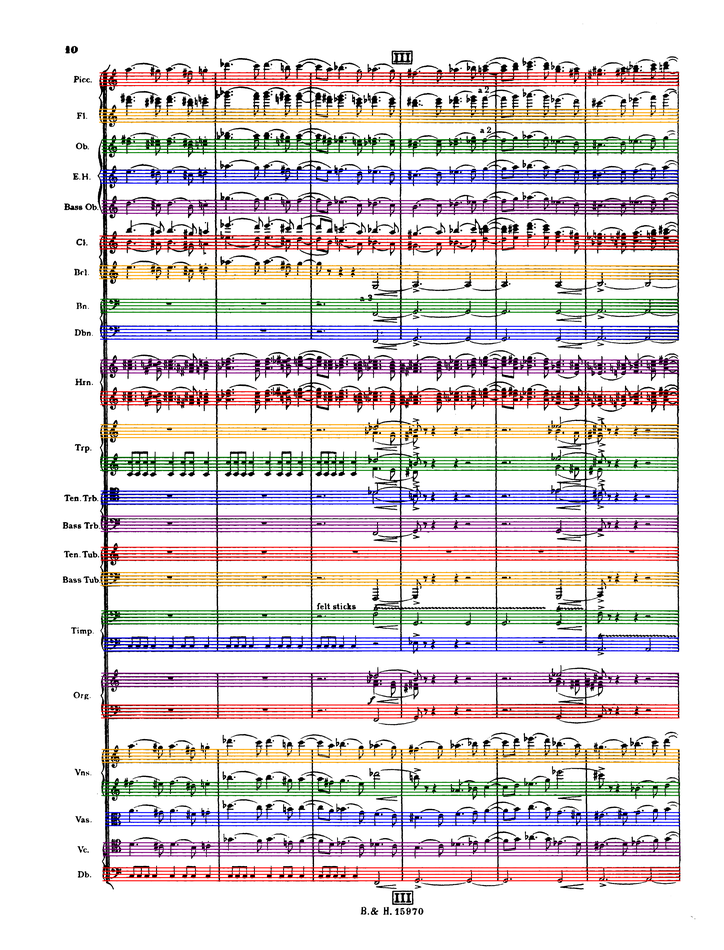 10
III
Picc.
a 2
Fl.
a 2
Ob.
E.H.
Bass Ob.
Cl.
Bcl.
a 3
Bn.
Dbn.
Hrn.
Trp.
Ten. Trb.
Bass Trb.
Ten. Tub.
Bass Tub
felt sticks
Timp.
Org.
f
Vns.
Vas.
Vc.
Db.
III
B. & H. 15970